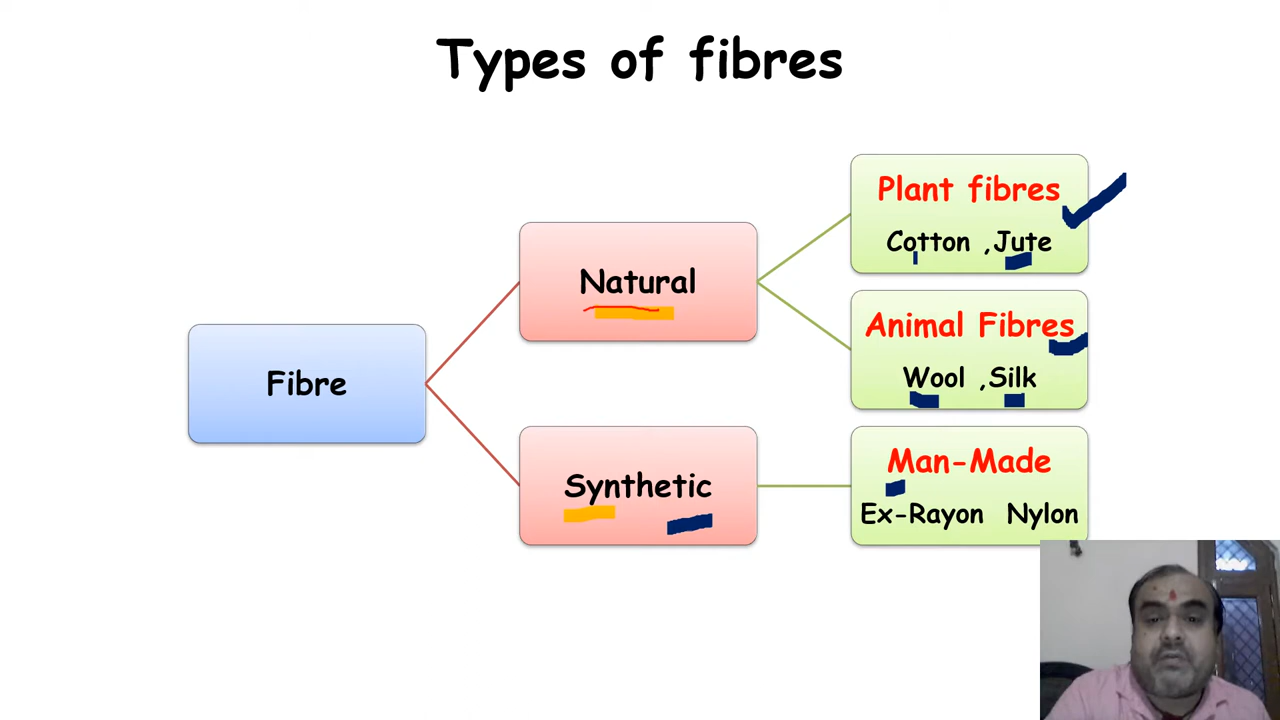 Types of fibres
Fibre
Natural
Synthetic
Plant fibres
Cotton ,Jute
Animal Fibres
Wool ,Silk
Man-Made
Ex-Rayon Nylon